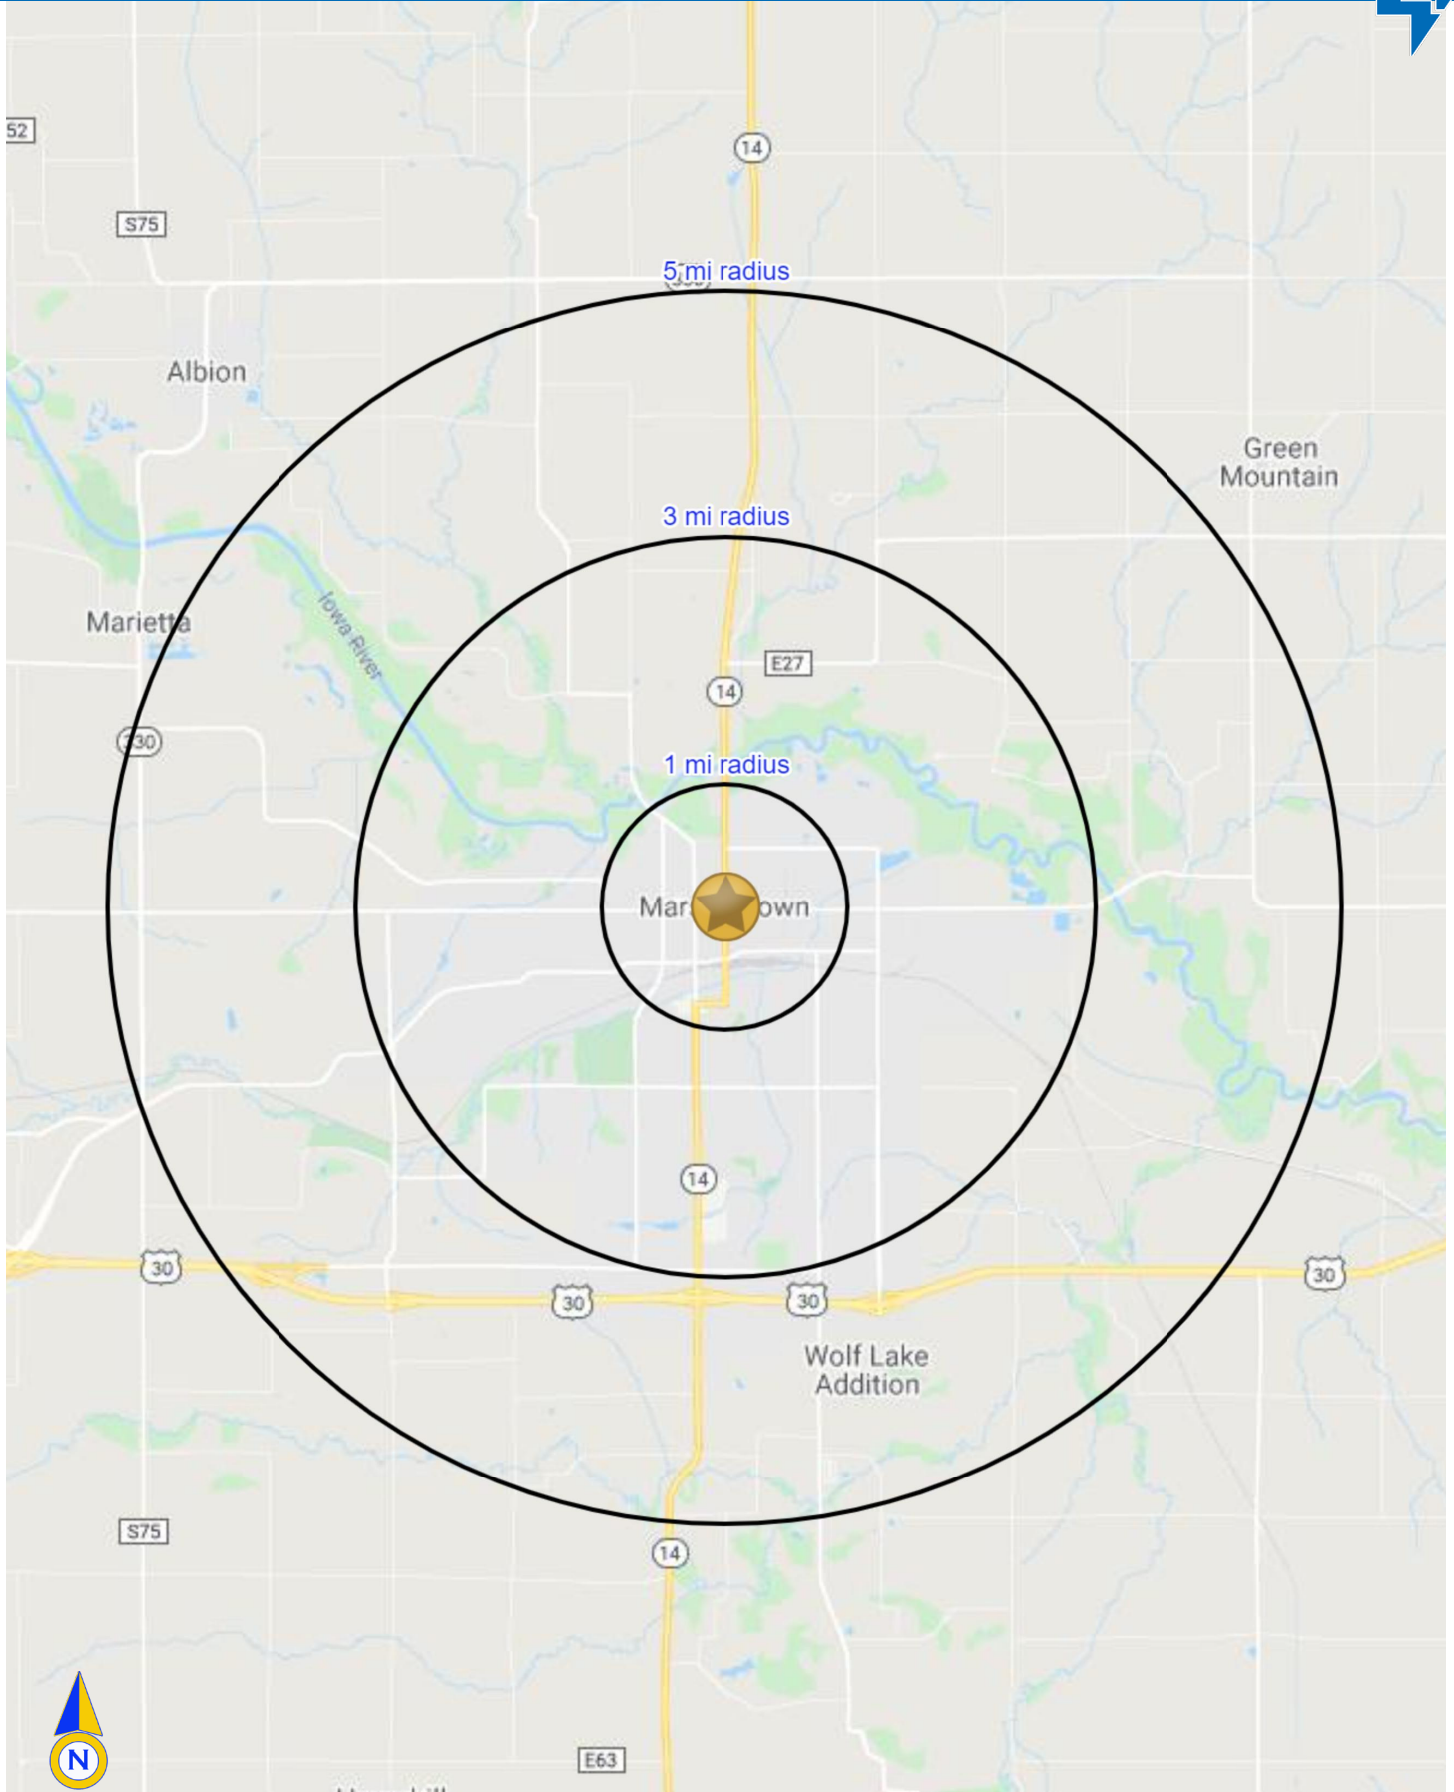 52
14
S75
5 mi radius
Albion
Green
Mountain
3 mi radius
Iowa River
Marietta
E27
14
330
1 mi radius
Mar
own
14
30
30
30
30
Wolf Lake
Addition
S75
14
N
E63